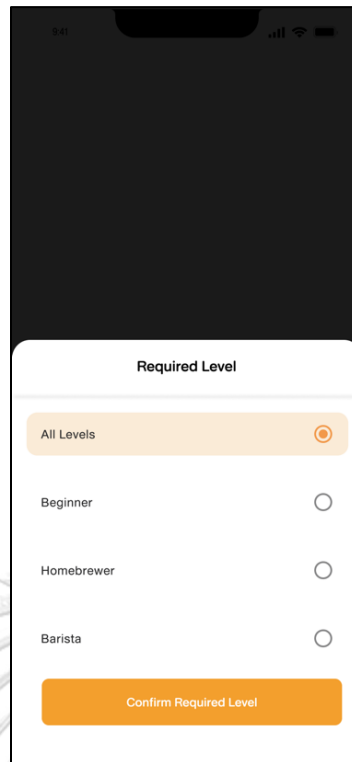 9:41
Required Level
All Levels
Beginner
Homebrewer
Barista
Confirm Required Level